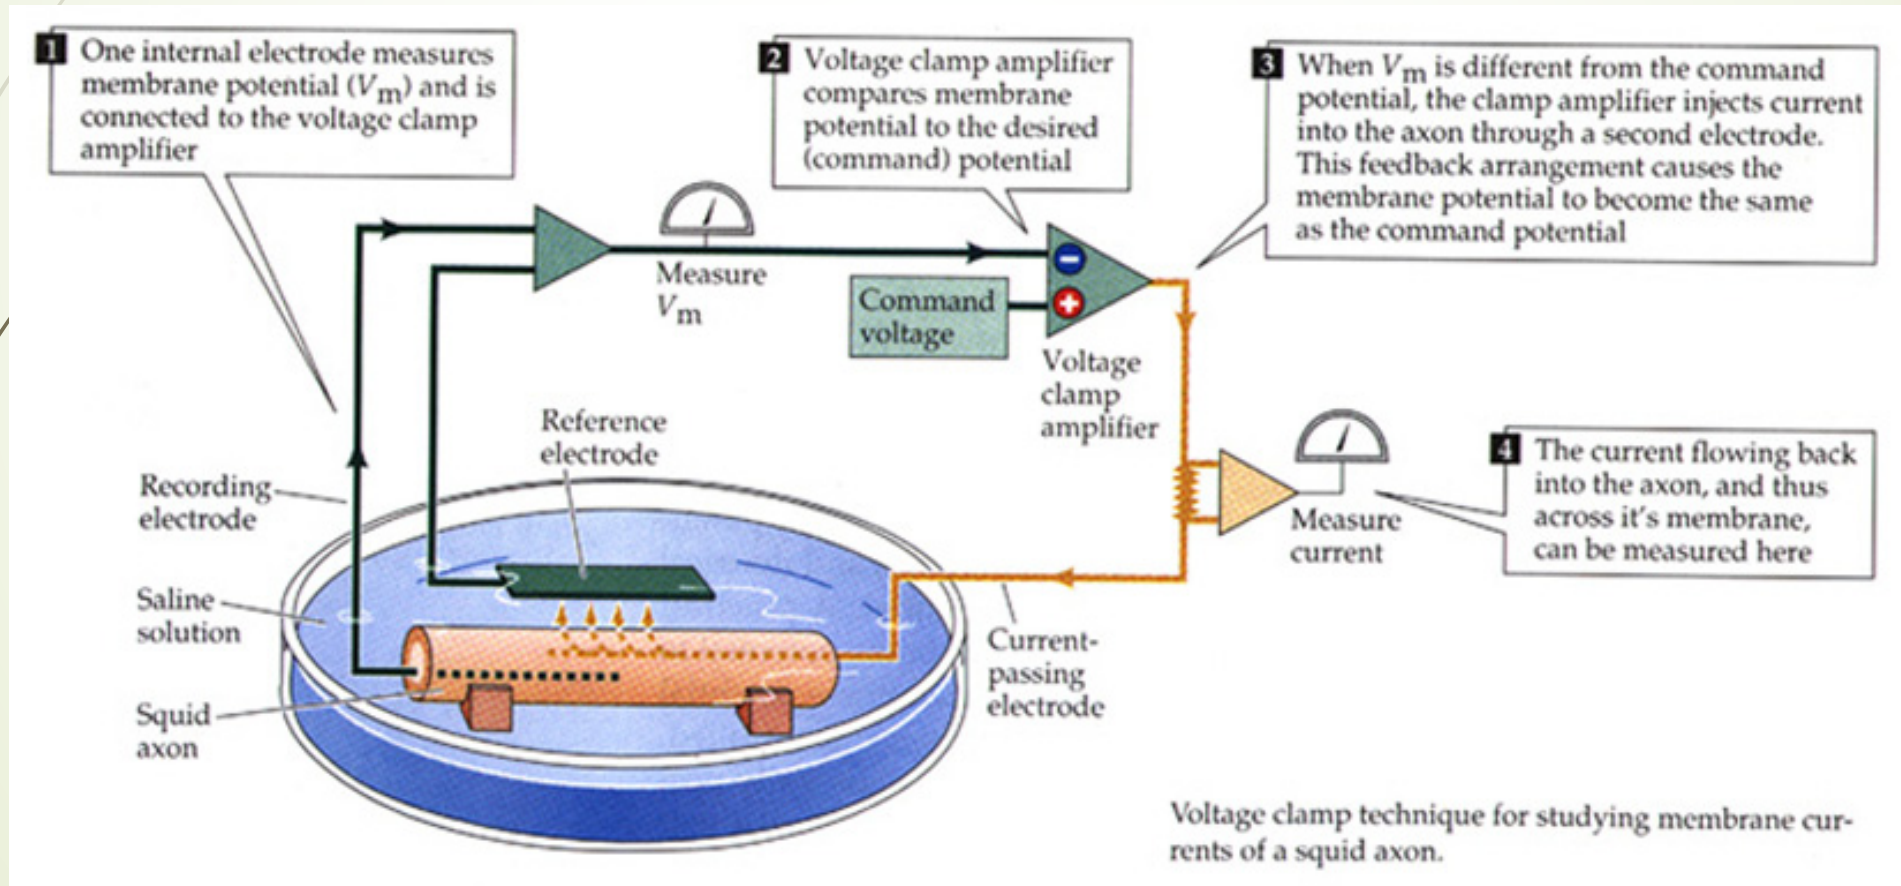 1 One internal electrode measures
membrane potential (Vm) and is
connected to the voltage clamp
amplifier
2 Voltage clamp amplifier
compares membrane
potential to the desired
(command) potential
3 When Vm is different from the command
potential, the clamp amplifier injects current
into the axon through a second electrode.
This feedback arrangement causes the
membrane potential to become the same
as the command potential
Measure
Vm
−
+
Command
voltage
Voltage
clamp
amplifier
Reference
electrode
Recording
electrode
Saline
solution
Squid
axon
Measure
current
4 The current flowing back
into the axon, and thus
across it's membrane,
can be measured here
Current-
passing
electrode
Voltage clamp technique for studying membrane cur-
rents of a squid axon.